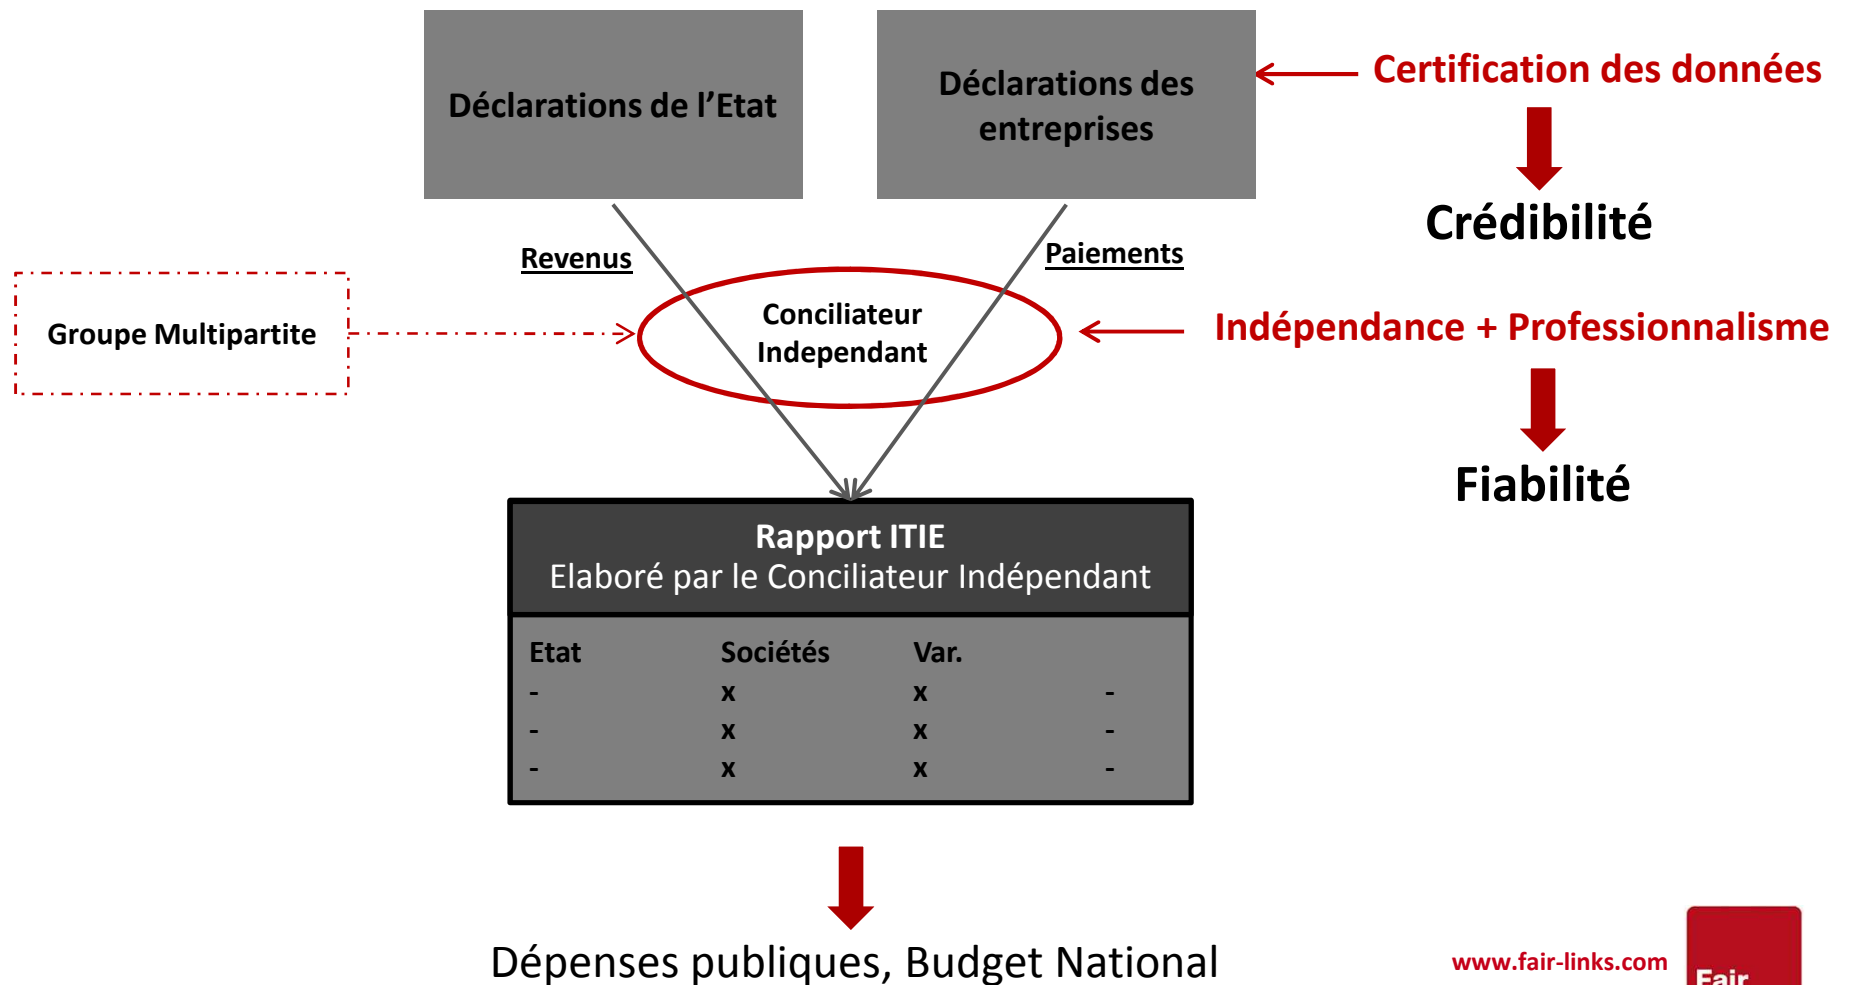 Déclarations de l’Etat
Déclarations des
entreprises
Certification des données
Crédibilité
Revenus
Paiements
Groupe Multipartite
Conciliateur
Independant
Indépendance + Professionnalisme
Fiabilité
Rapport ITIE
Elaboré par le Conciliateur Indépendant
Etat Sociétés Var.
- x x -
- x x -
- x x -
Dépenses publiques, Budget National
www.fair-links.com
Fair